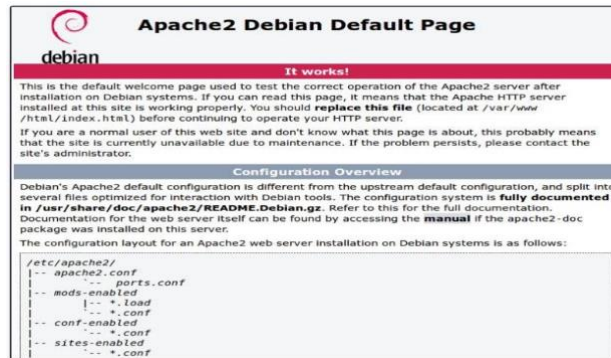 Apache2 Debian Default Page
debian
It works!
This is the default welcome page used to test the correct operation of the Apache2 server after
installation on Debian systems. If you can read this page, it means that the Apache HTTP server
installed at this site is working properly. You should replace this file (located at /var/www
/html/index.html) before continuing to operate your HTTP server.
If you are a normal user of this web site and don't know what this page is about, this probably means
that the site is currently unavailable due to maintenance. If the problem persists, please contact the
site's administrator.
Configuration Overview
Debian's Apache2 default configuration is different from the upstream default configuration, and split into
several files optimized for interaction with Debian tools. The configuration system is fully documented
in /usr/share/doc/apache2/README.Debian.gz. Refer to this for the full documentation.
Documentation for the web server itself can be found by accessing the manual if the apache2-doc
package was installed on this server.
The configuration layout for an Apache2 web server installation on Debian systems is as follows:
/etc/apache2/
|-- apache2.conf
|       `-- ports.conf
|-- mods-enabled
|       |-- *.load
|       `-- *.conf
|-- conf-enabled
|       `-- *.conf
|-- sites-enabled
|       `-- *.conf